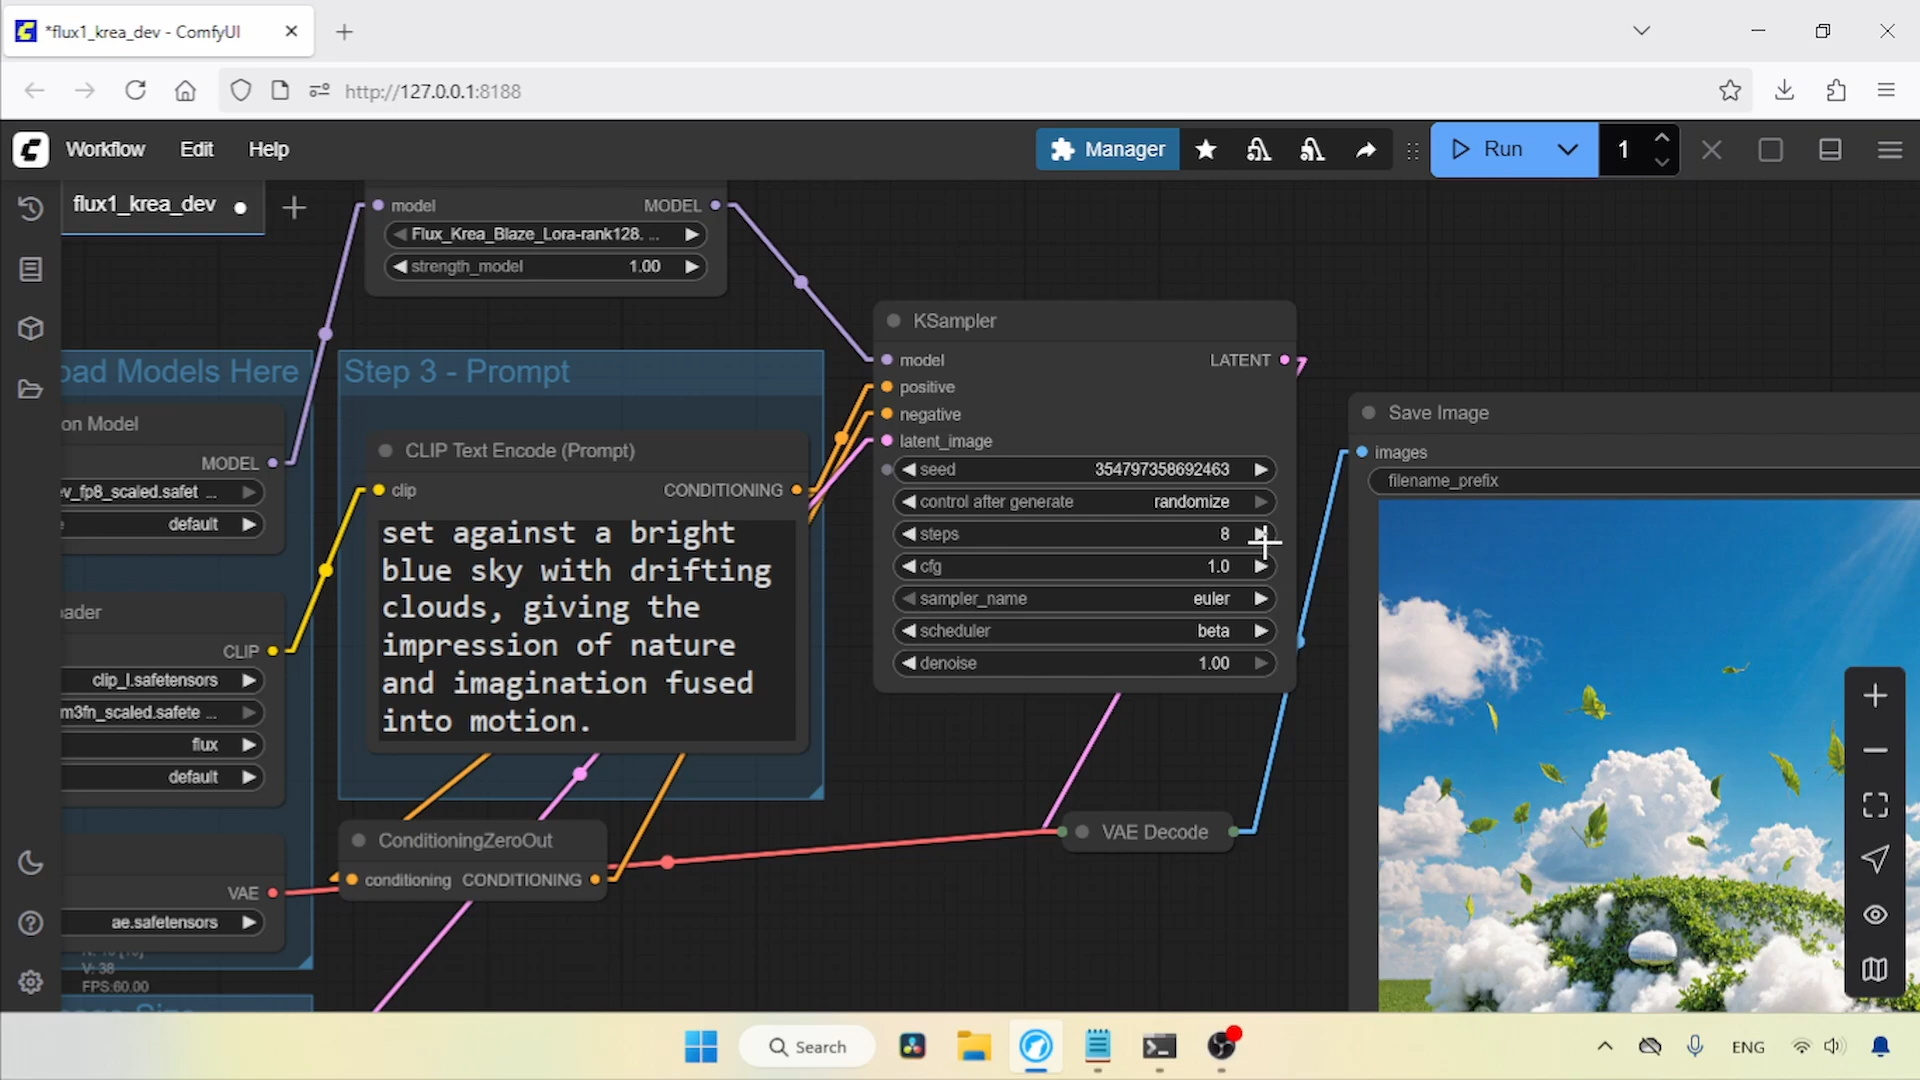 *flux1_krea_dev - ComfyUI
http://127.0.0.1:8188
Workflow
Edit
Help
Manager
Run
1
flux1_krea_dev
model
MODEL
Flux_Krea_Blaze_Lora-rank128. ...
strength_model
1.00
oad Models Here
Step 3 - Prompt
on Model
MODEL
ev_fp8_scaled.safet ...
default
oader
CLIP
clip_l.safetensors
m3fn_scaled.safete ...
flux
default
VAE
ae.safetensors
V: 38
FPS:60.00
CLIP Text Encode (Prompt)
clip
CONDITIONING
set against a bright
blue sky with drifting
clouds, giving the
impression of nature
and imagination fused
into motion.
ConditioningZeroOut
conditioning
CONDITIONING
KSampler
model
LATENT
positive
negative
latent_image
seed
354797358692463
control after generate
randomize
steps
8
cfg
1.0
sampler_name
euler
scheduler
beta
denoise
1.00
VAE Decode
Save Image
images
filename_prefix
Search
ENG